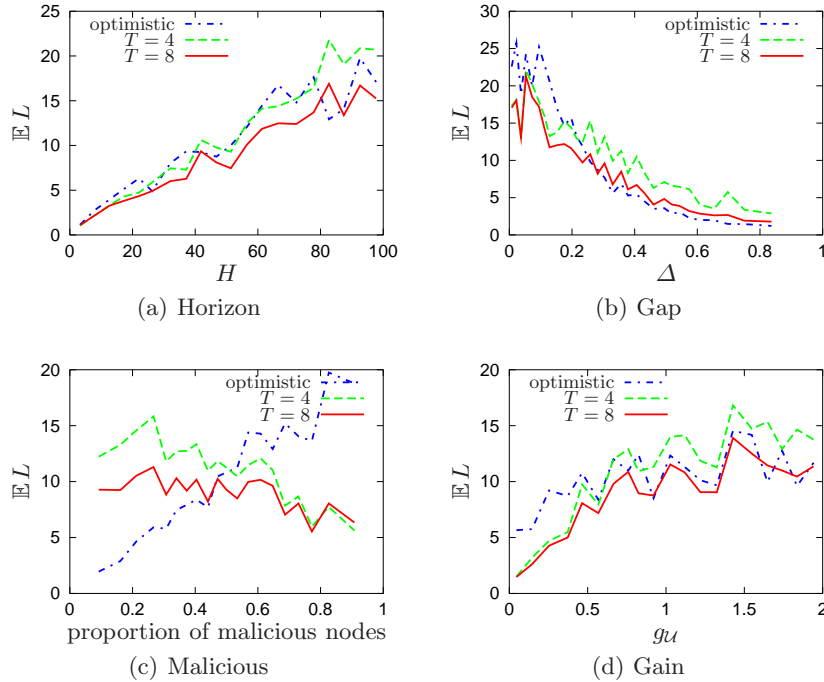 optimistic
T = 4
T = 8
25
20
15
10
5
0
𝔼 L
0 20 40 60 80 100
H
(a) Horizon
optimistic
T = 4
T = 8
30
25
20
15
10
5
0
𝔼 L
0 0.2 0.4 0.6 0.8 1
Δ
(b) Gap
optimistic
T = 4
T = 8
20
15
10
5
0
𝔼 L
0 0.2 0.4 0.6 0.8 1
proportion of malicious nodes
(c) Malicious
optimistic
T = 4
T = 8
20
15
10
5
0
𝔼 L
0 0.5 1 1.5 2
g𝒰
(d) Gain